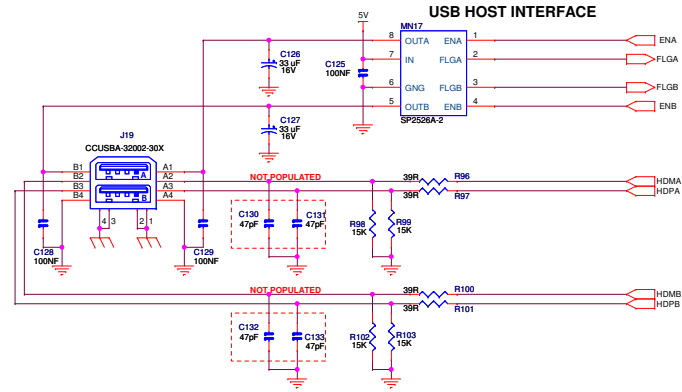 USB HOST INTERFACE
5V
MN17
8 OUTA ENA 1 ENA
7 IN FLGA 2 FLGA
6 GNG FLGB 3 FLGB
5 OUTB ENB 4 ENB
SP2526A-2
C126
33 uF
16V
C125
100NF
C127
33 uF
16V
J19
CCUSBA-32002-30X
B1 A1
B2 A2
B3 A3
B4 A4
A
B
4 3 2 1
C128
100NF
C129
100NF
NOT POPULATED
39R R96 HDMA
39R R97 HDPA
C130
47pF
C131
47pF
R98
15K
R99
15K
NOT POPULATED
39R R100 HDMB
39R R101 HDPB
C132
47pF
C133
47pF
R102
15K
R103
15K